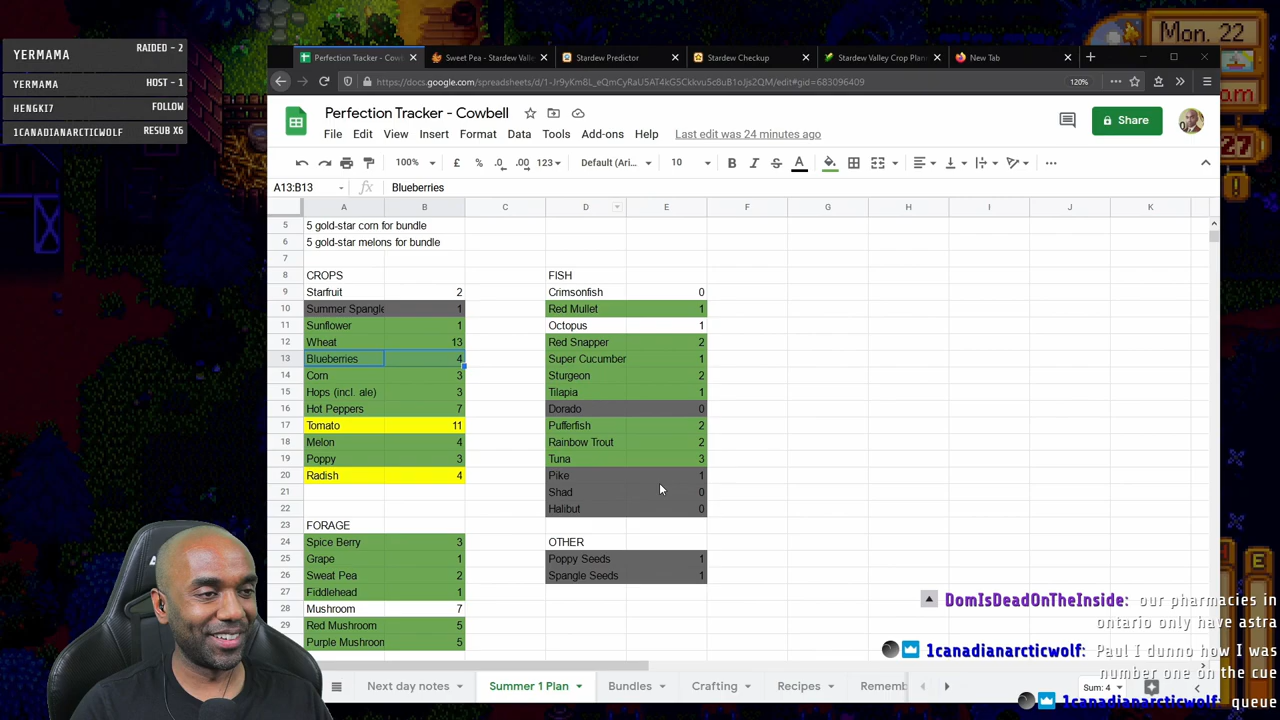 YERMAMA RAIDED - 2
YERMAMA HOST - 1
HENGKI7 FOLLOW
1CANADIANARCTICWOLF RESUB X6
Mon. 22
Perfection Tracker - Cow
Sweet Pea - Stardew Vall
Stardew Predictor
Stardew Checkup
Stardew Valley Crop Plan
New Tab
120%
Perfection Tracker - Cowbell
File Edit View Insert Format Data Tools Add-ons Help Last edit was 24 minutes ago
Share
100% £ % .0 .00 123 Default (Ari... 10 B I S A
27
A13:B13 fx Blueberries
A B C D E F G H I J K
5 5 gold-star corn for bundle
6 5 gold-star melons for bundle
7
8 CROPS FISH
9 Starfruit 2 Crimsonfish 0
10 Summer Spangle 1 Red Mullet 1
11 Sunflower 1 Octopus 1
12 Wheat 13 Red Snapper 2
13 Blueberries 4 Super Cucumber 1
14 Corn 3 Sturgeon 2
15 Hops (incl. ale) 3 Tilapia 1
16 Hot Peppers 7 Dorado 0
17 Tomato 11 Pufferfish 2
18 Melon 4 Rainbow Trout 2
19 Poppy 3 Tuna 3
20 Radish 4 Pike 1
21 Shad 0
22 Halibut 0
23 FORAGE
24 Spice Berry 3 OTHER
25 Grape 1 Poppy Seeds 1
26 Sweat Pea 2 Spangle Seeds 1
27 Fiddlehead 1
28 Mushroom 7
29 Red Mushroom 5
Purple Mushroom 5
E
DomIsDeadOnTheInside: our pharmacies in
ontario only have astra
1canadianarcticwolf: Paul I dunno how I was
number one on the cue
1canadianarcticwolf: queue
Next day notes Summer 1 Plan Bundles Crafting Recipes Rememb Sum: 4